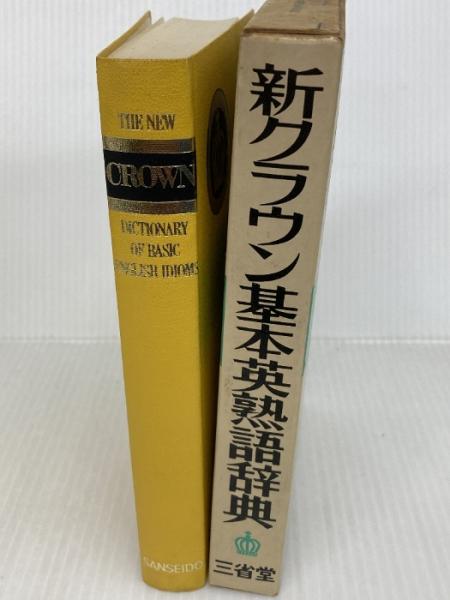 THE NEW
CROWN
DICTIONARY
OF BASIC
ENGLISH IDIOMS
SANSEIDO
新クラウン基本英熟語辞典
三省堂